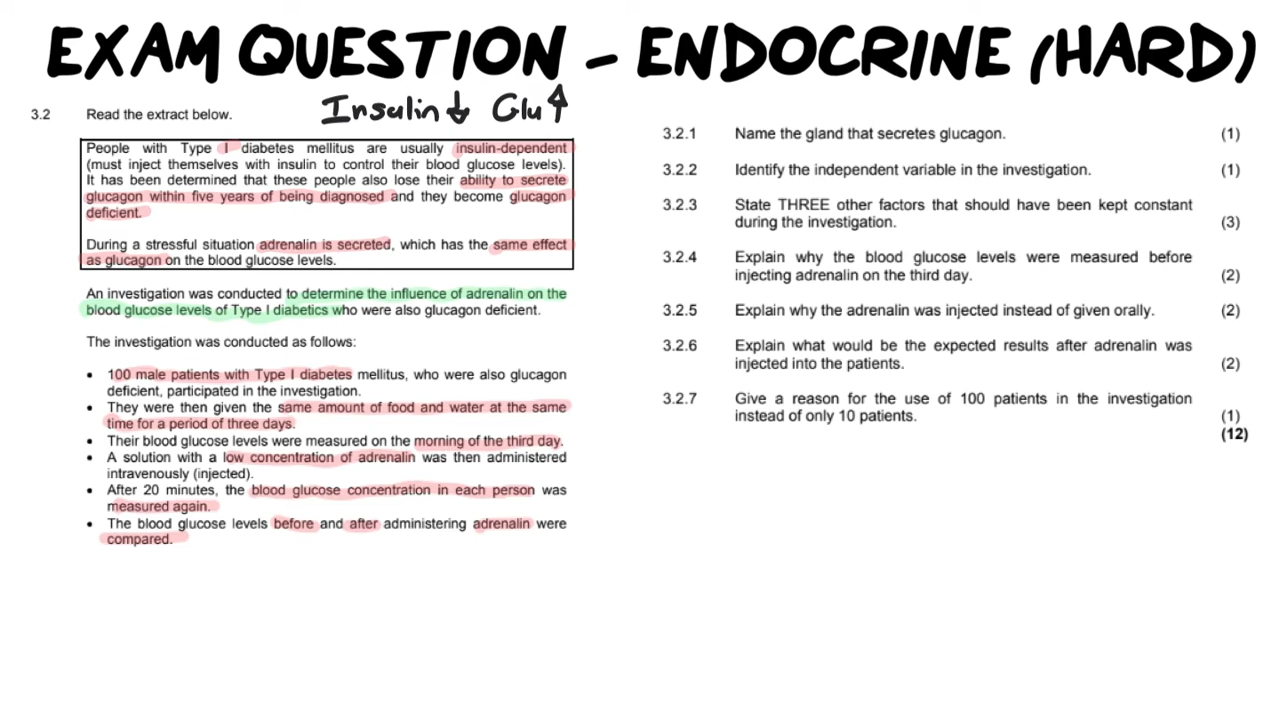 EXAM QUESTION - ENDOCRINE (HARD)
Insulin ↓ Glu ↑
3.2 Read the extract below.
People with Type I diabetes mellitus are usually insulin-dependent
(must inject themselves with insulin to control their blood glucose levels).
It has been determined that these people also lose their ability to secrete
glucagon within five years of being diagnosed and they become glucagon
deficient.
During a stressful situation adrenalin is secreted, which has the same effect
as glucagon on the blood glucose levels.
An investigation was conducted to determine the influence of adrenalin on the
blood glucose levels of Type I diabetics who were also glucagon deficient.
The investigation was conducted as follows:
• 100 male patients with Type I diabetes mellitus, who were also glucagon
deficient, participated in the investigation.
• They were then given the same amount of food and water at the same
time for a period of three days.
• Their blood glucose levels were measured on the morning of the third day.
• A solution with a low concentration of adrenalin was then administered
intravenously (injected).
• After 20 minutes, the blood glucose concentration in each person was
measured again.
• The blood glucose levels before and after administering adrenalin were
compared.
3.2.1 Name the gland that secretes glucagon. (1)
3.2.2 Identify the independent variable in the investigation. (1)
3.2.3 State THREE other factors that should have been kept constant
during the investigation. (3)
3.2.4 Explain why the blood glucose levels were measured before
injecting adrenalin on the third day. (2)
3.2.5 Explain why the adrenalin was injected instead of given orally. (2)
3.2.6 Explain what would be the expected results after adrenalin was
injected into the patients. (2)
3.2.7 Give a reason for the use of 100 patients in the investigation
instead of only 10 patients. (1)
(12)